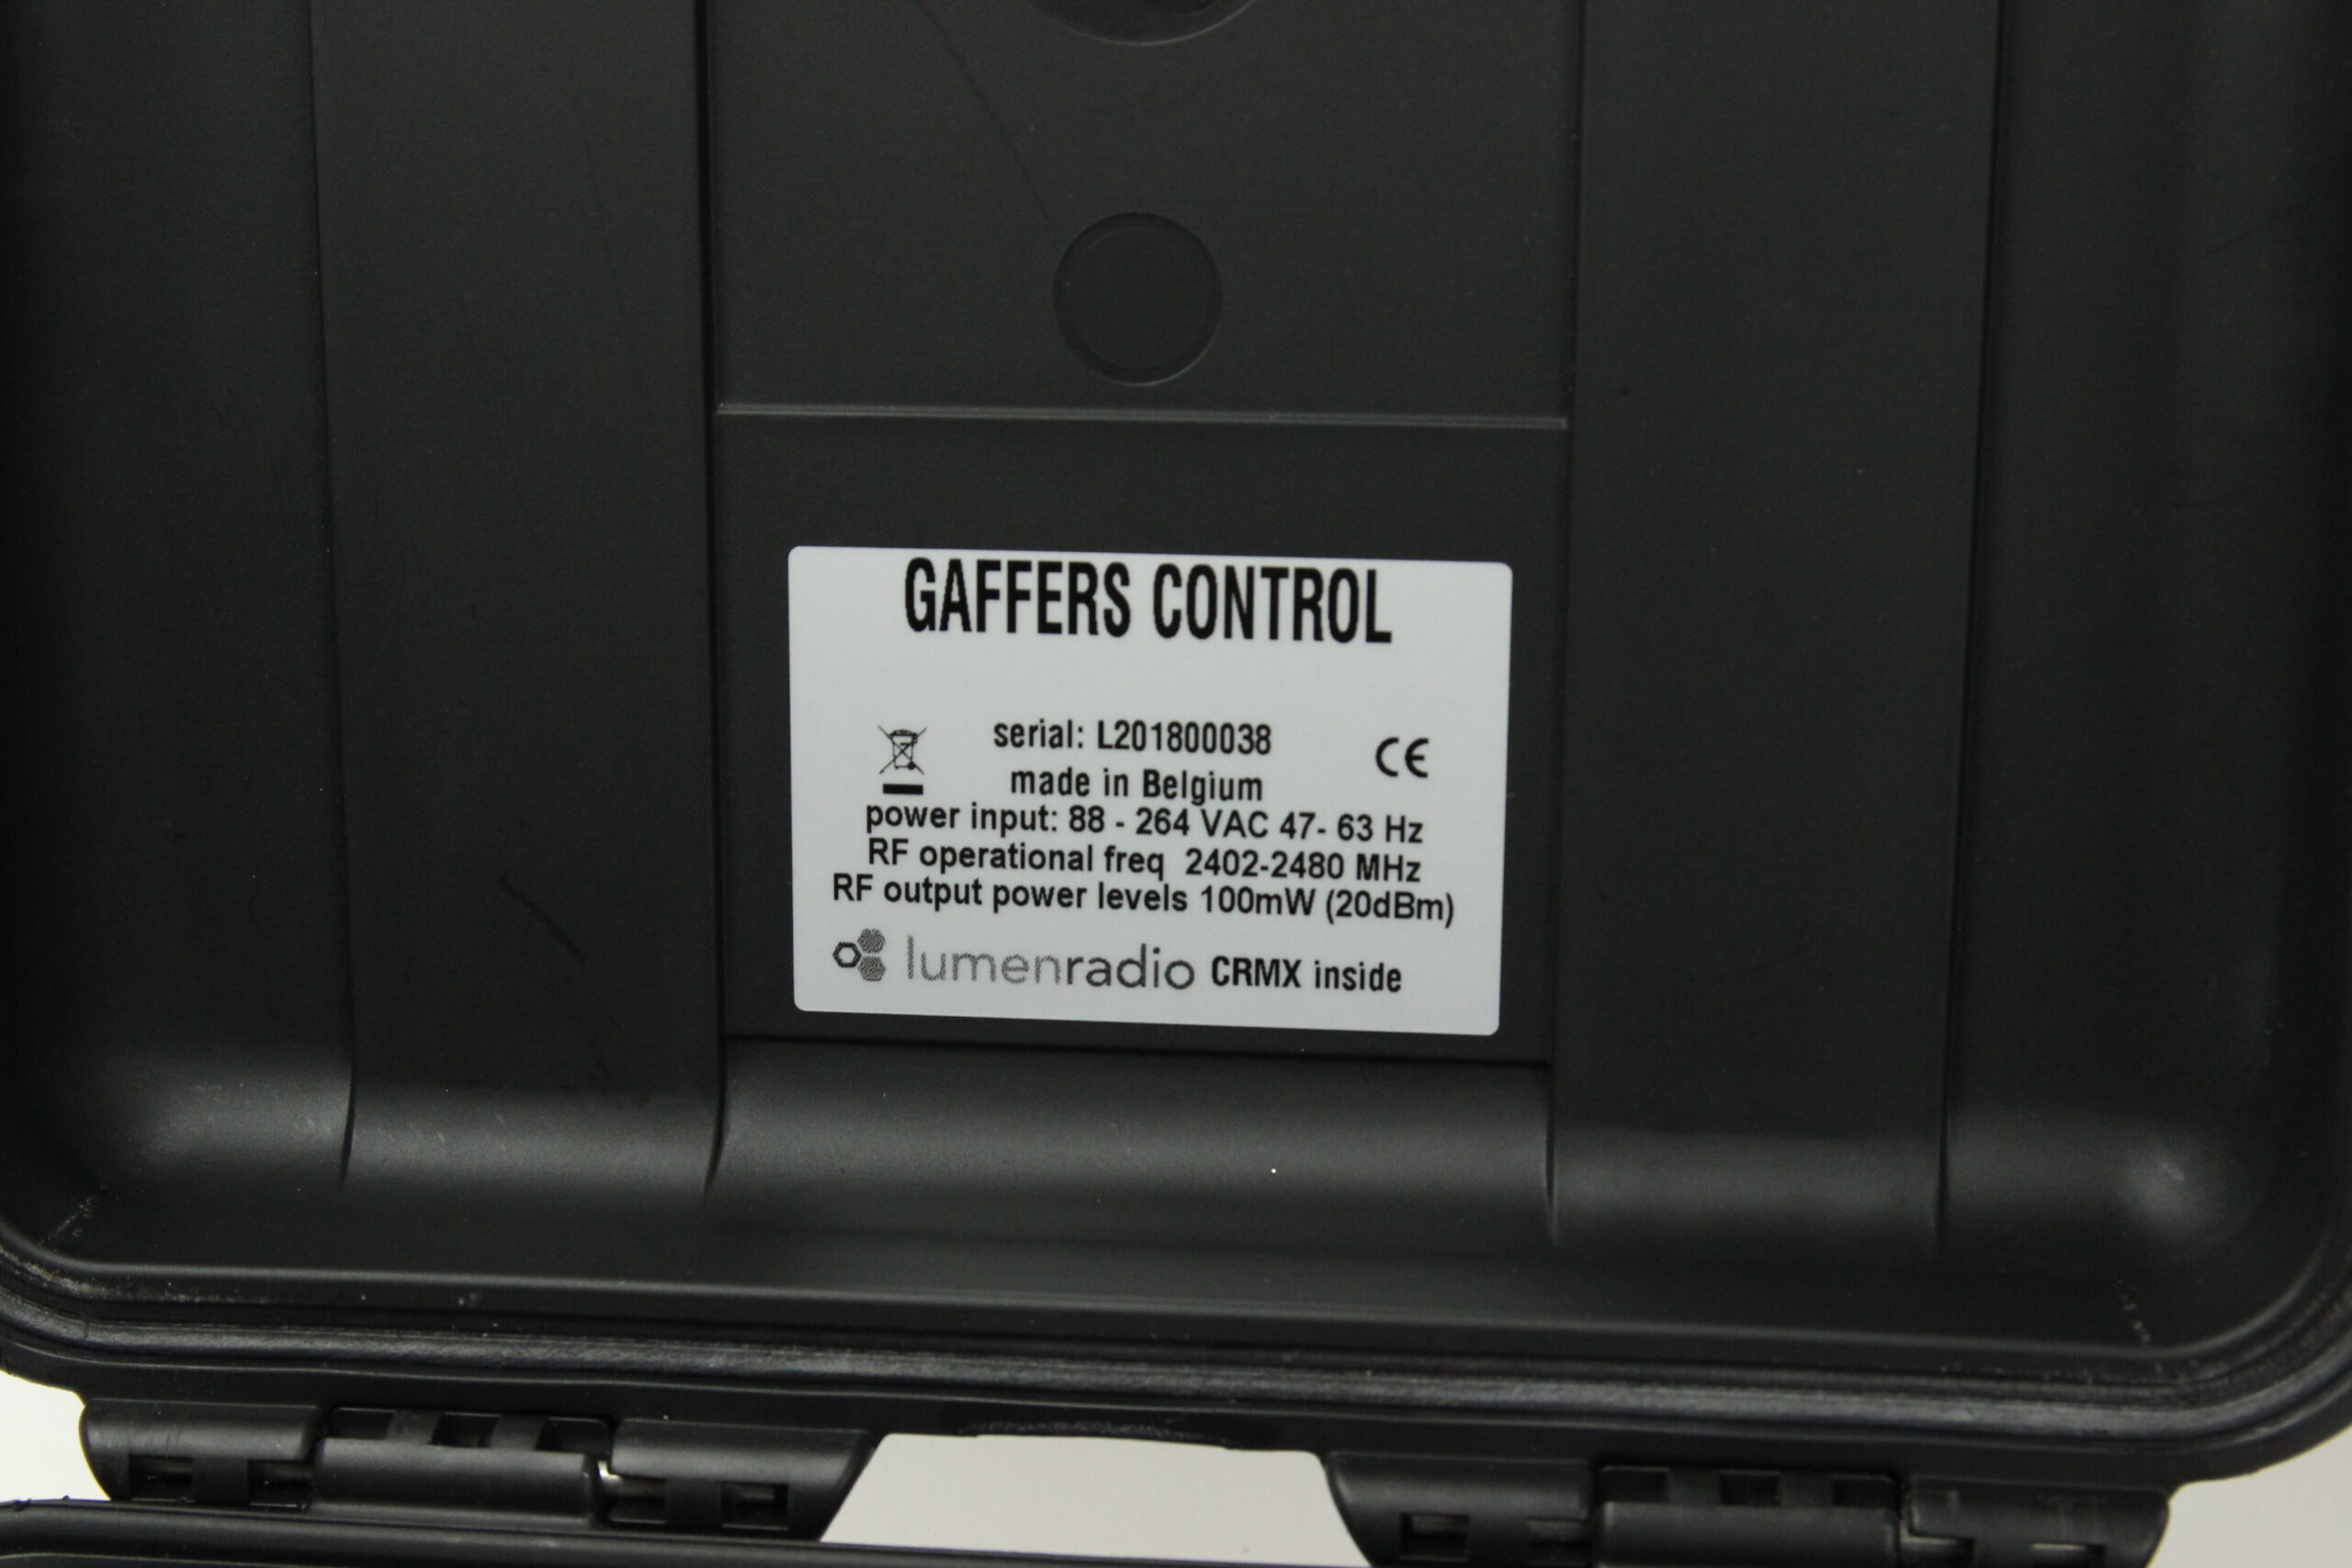 GAFFERS CONTROL
serial: L201800038
CE
made in Belgium
power input: 88 - 264 VAC 47- 63 Hz
RF operational freq 2402-2480 MHz
RF output power levels 100mW (20dBm)
lumenradio CRMX inside